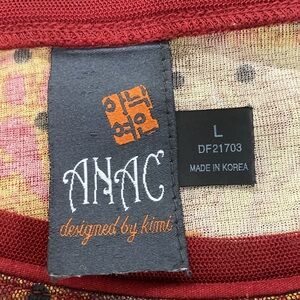 ANAC
designed by kimi
L
DF21703
MADE IN KOREA